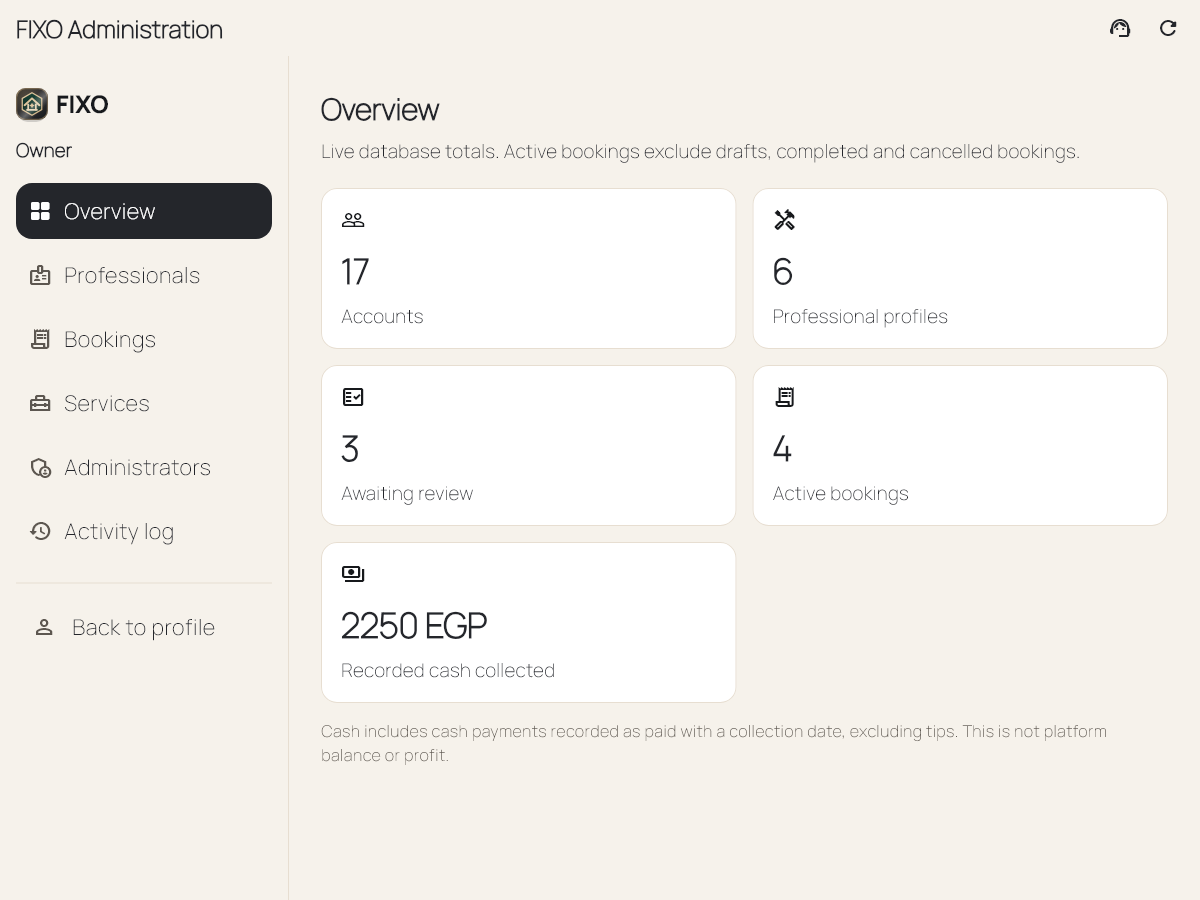 FIXO Administration
FIXO
Owner
Overview
Professionals
Bookings
Services
Administrators
Activity log
Back to profile
Overview
Live database totals. Active bookings exclude drafts, completed and cancelled bookings.
17
Accounts
6
Professional profiles
3
Awaiting review
4
Active bookings
2250 EGP
Recorded cash collected
Cash includes cash payments recorded as paid with a collection date, excluding tips. This is not platform
balance or profit.